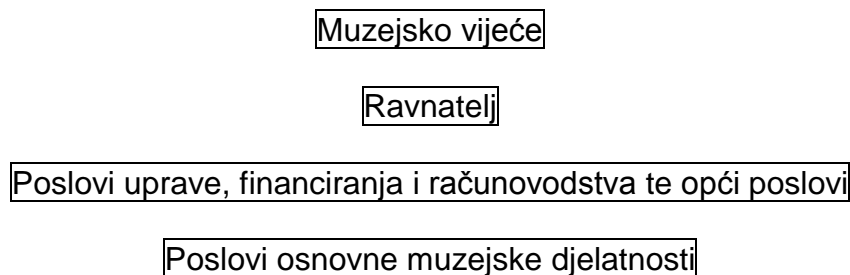 Muzejsko vijeće
Ravnatelj
Poslovi uprave, financiranja i računovodstva te opći poslovi
Poslovi osnovne muzejske djelatnosti